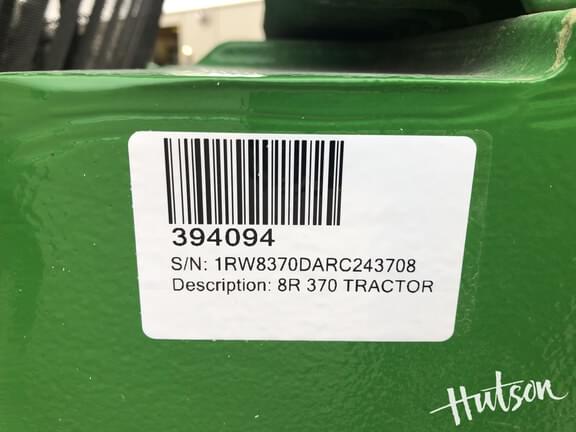 394094
S/N: 1RW8370DARC243708
Description: 8R 370 TRACTOR
Hutson